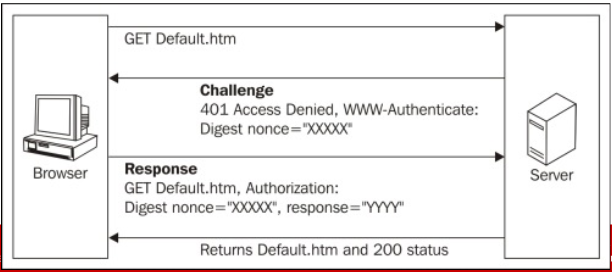 GET Default.htm
Challenge
401 Access Denied, WWW-Authenticate:
Digest nonce="XXXXX"
Browser
Server
Response
GET Default.htm, Authorization:
Digest nonce="XXXXX", response="YYYY"
Returns Default.htm and 200 status